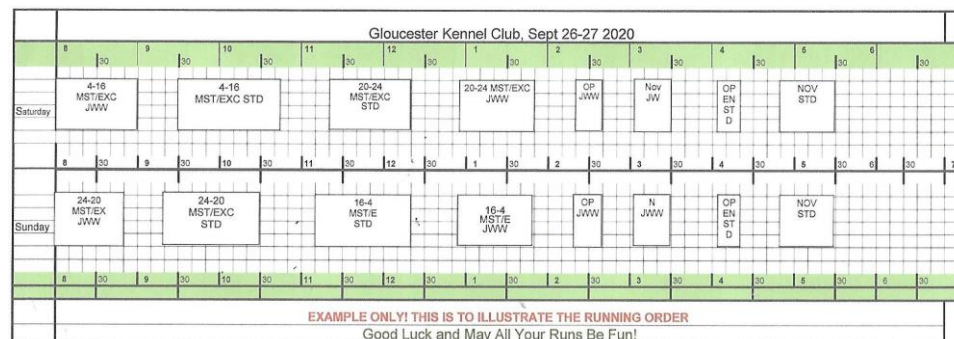 Gloucester Kennel Club, Sept 26-27 2020
8 30 9 30 10 30 11 30 12 30 1 30 2 30 3 30 4 30 5 30 6 30
Saturday
4-16
MST/EXC
JWW
4-16
MST/EXC STD
20-24
MST/EXC
STD
20-24 MST/EXC
JWW
OP
JWW
Nov
JW
OP
EN ST
D
NOV
STD
8 30 9 30 10 30 11 30 12 30 1 30 2 30 3 30 4 30 5 30 6 30 7
Sunday
24-20
MST/EX
JWW
24-20
MST/EXC
STD
16-4
MST/E
STD
16-4
MST/E
JWW
OP
JWW
N
JWW
OP
EN ST
D
NOV
STD
8 30 9 30 10 30 11 30 12 30 1 30 2 30 3 30 4 30 5 30 6 30
EXAMPLE ONLY! THIS IS TO ILLUSTRATE THE RUNNING ORDER
Good Luck and May All Your Runs Be Fun!